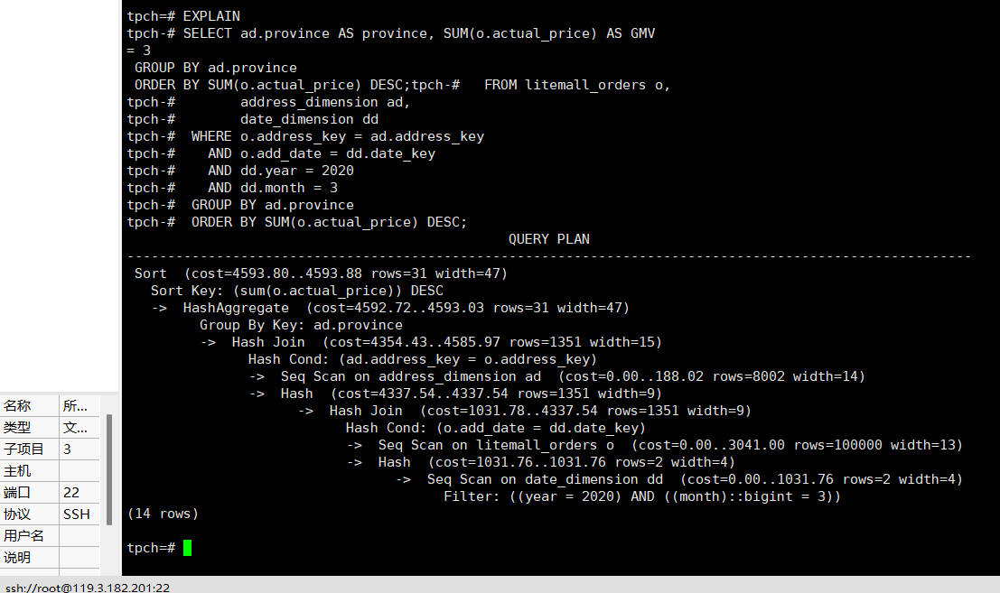 tpch=# EXPLAIN
tpch-# SELECT ad.province AS province, SUM(o.actual_price) AS GMV
= 3
 GROUP BY ad.province
 ORDER BY SUM(o.actual_price) DESC;tpch-#   FROM litemall_orders o,
tpch-#        address_dimension ad,
tpch-#        date_dimension dd
tpch-#  WHERE o.address_key = ad.address_key
tpch-#    AND o.add_date = dd.date_key
tpch-#    AND dd.year = 2020
tpch-#    AND dd.month = 3
tpch-#  GROUP BY ad.province
tpch-#  ORDER BY SUM(o.actual_price) DESC;
                                               QUERY PLAN
--------------------------------------------------------------------------------------------------------
 Sort  (cost=4593.80..4593.88 rows=31 width=47)
   Sort Key: (sum(o.actual_price)) DESC
   ->  HashAggregate  (cost=4592.72..4593.03 rows=31 width=47)
         Group By Key: ad.province
         ->  Hash Join  (cost=4354.43..4585.97 rows=1351 width=15)
               Hash Cond: (ad.address_key = o.address_key)
               ->  Seq Scan on address_dimension ad  (cost=0.00..188.02 rows=8002 width=14)
               ->  Hash  (cost=4337.54..4337.54 rows=1351 width=9)
                     ->  Hash Join  (cost=1031.78..4337.54 rows=1351 width=9)
                           Hash Cond: (o.add_date = dd.date_key)
                           ->  Seq Scan on litemall_orders o  (cost=0.00..3041.00 rows=100000 width=13)
                           ->  Hash  (cost=1031.76..1031.76 rows=2 width=4)
                                 ->  Seq Scan on date_dimension dd  (cost=0.00..1031.76 rows=2 width=4)
                                       Filter: ((year = 2020) AND ((month)::bigint = 3))
(14 rows)
tpch=#
名称 所...
类型 文...
子项目 3
主机
端口 22
协议 SSH
用户名
说明
ssh://root@119.3.182.201:22